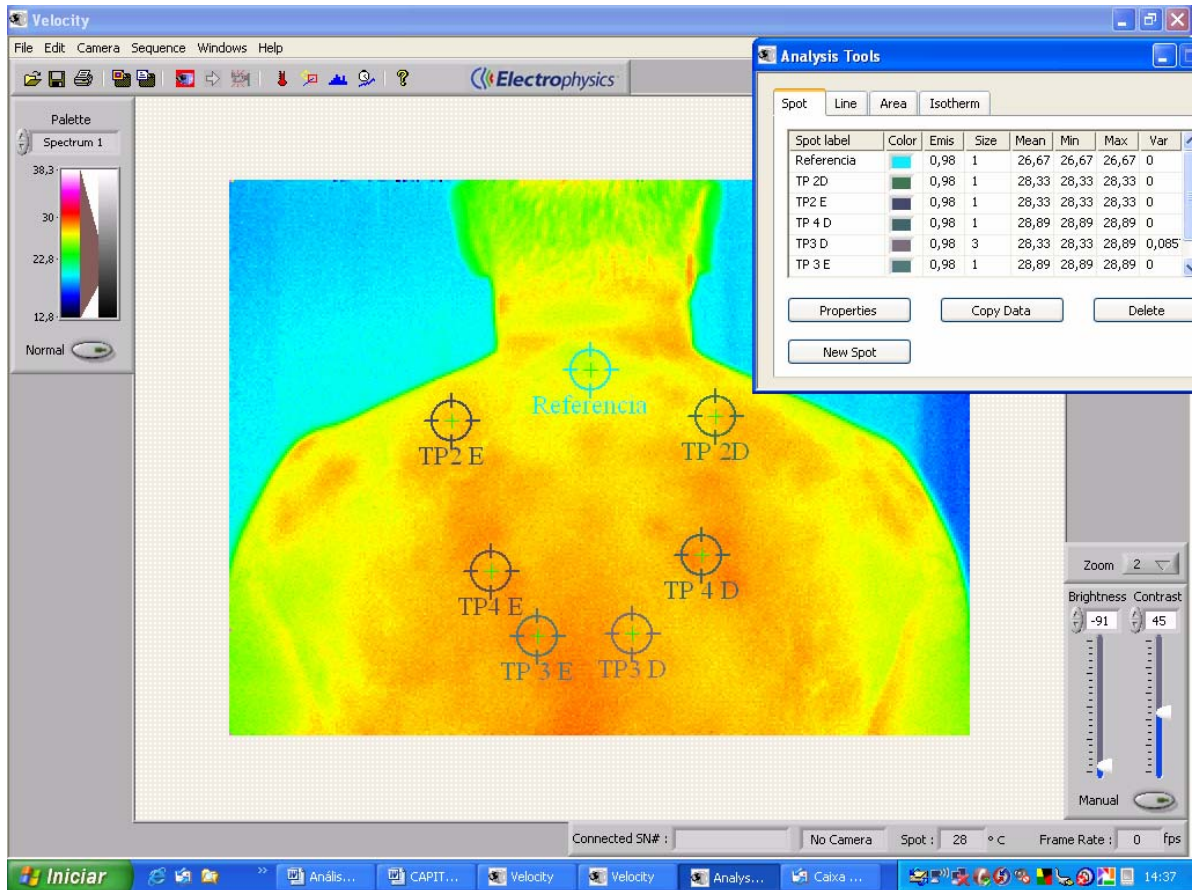 Velocity
File Edit Camera Sequence Windows Help
Electrophysics
Analysis Tools
Spot Line Area Isotherm
Spot label Color Emis Size Mean Min Max Var
Referencia 0,98 1 26,67 26,67 26,67 0
TP 2D 0,98 1 28,33 28,33 28,33 0
TP2 E 0,98 1 28,33 28,33 28,33 0
TP 4 D 0,98 1 28,89 28,89 28,89 0
TP3 D 0,98 3 28,33 28,33 28,89 0,085
TP 3 E 0,98 1 28,89 28,89 28,89 0
Properties Copy Data Delete
New Spot
Palette
Spectrum 1
38,3
30
22,8
12,8
Normal
Referencia
TP2 E
TP 2D
TP4 E
TP 4 D
TP 3 E
TP3 D
Zoom 2
Brightness Contrast
-91 45
Manual
Connected SN# : No Camera Spot : 28 ° C Frame Rate : 0 fps
Iniciar » Anális... CAPIT... Velocity Velocity Analys... Caixa ... 14:37